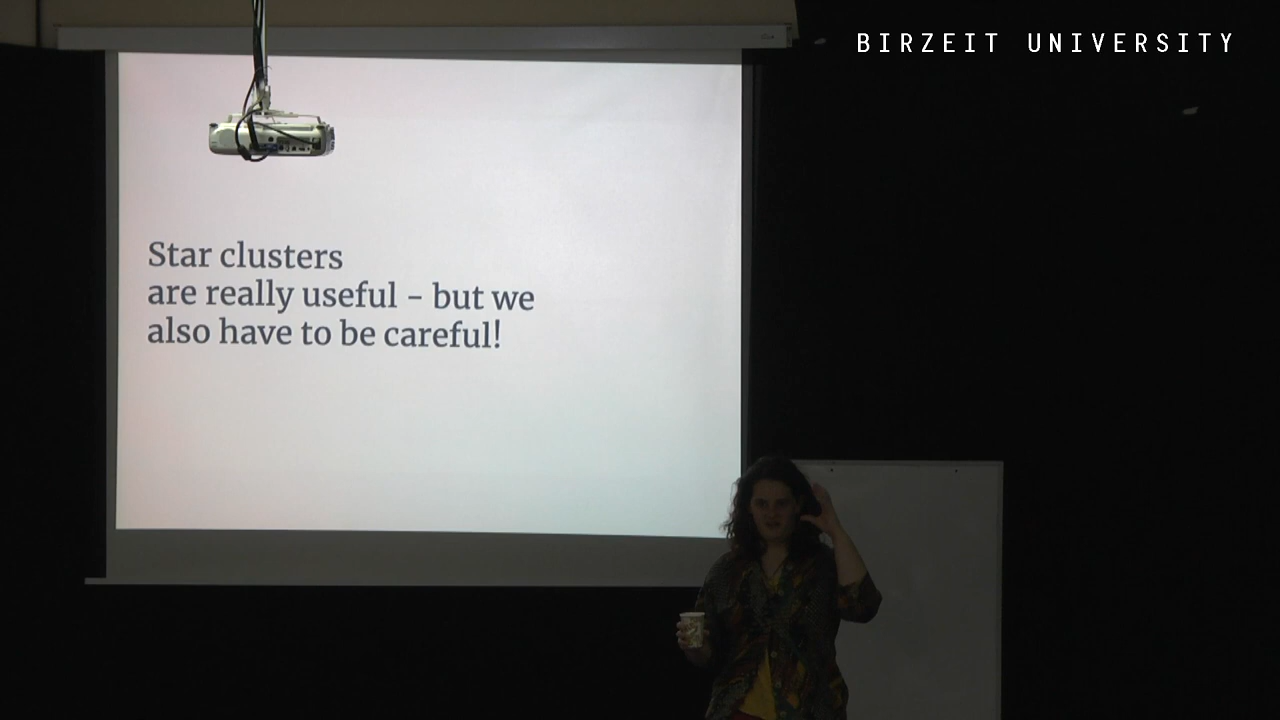 BIRZEIT UNIVERSITY
Star clusters
are really useful - but we
also have to be careful!